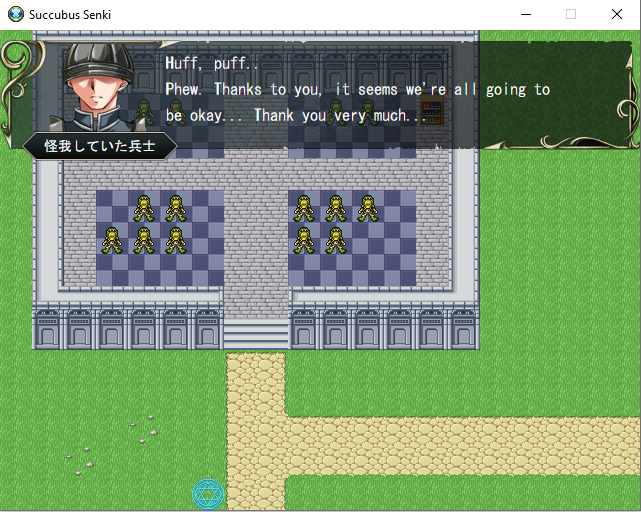 Succubus Senki
Huff, puff..
Phew. Thanks to you, it seems we're all going to
be okay... Thank you very much...
怪我していた兵士